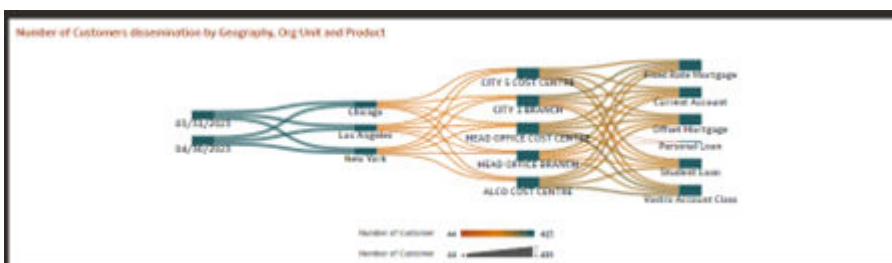 Number of Customers dissemination by Geography, Org Unit and Product
03/31/2023
04/30/2023
Chicago
Los Angeles
New York
CITY 5 COST CENTRE
CITY 1 BRANCH
HEAD OFFICE COST CENTRE
HEAD OFFICE BRANCH
ALCO COST CENTRE
Fixed Rate Mortgage
Current Account
Offset Mortgage
Personal Loan
Student Loan
Vostro Account Class
Number of Customer 44
Number of Customer 44